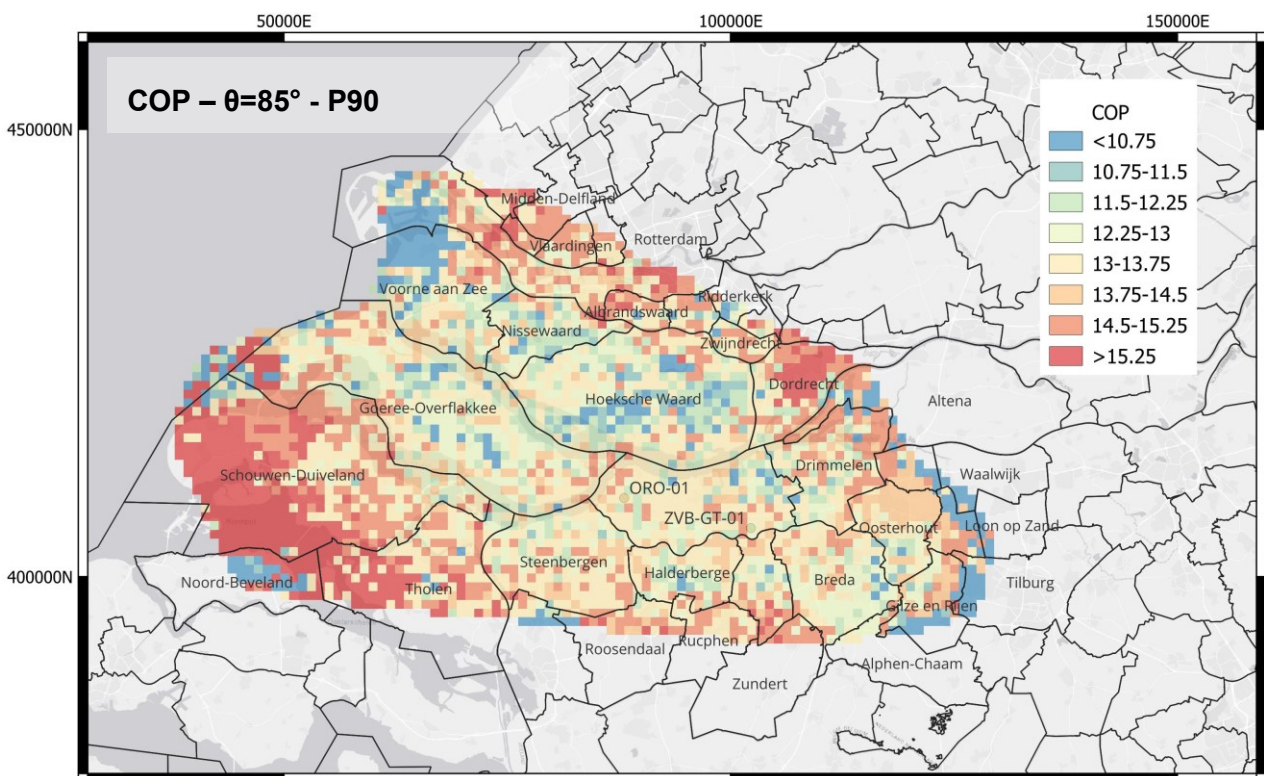 50000E
100000E
150000E
COP – θ=85° - P90
450000N
400000N
COP
<10.75
10.75-11.5
11.5-12.25
12.25-13
13-13.75
13.75-14.5
14.5-15.25
>15.25
Midden-Delfland
Rotterdam
Vlaardingen
Voorne aan Zee
Ridderkerk
Albrandswaard
Nissewaard
Zwijndrecht
Dordrecht
Hoeksche Waard
Altena
Goeree-Overflakkee
Drimmelen
Waalwijk
Schouwen-Duiveland
ORO-01
ZVB-GT-01
Oosterhout
Loon op Zand
Steenbergen
Halderberge
Breda
Noord-Beveland
Tholen
Tilburg
Gilze en Rijen
Rucphen
Roosendaal
Alphen-Chaam
Zundert